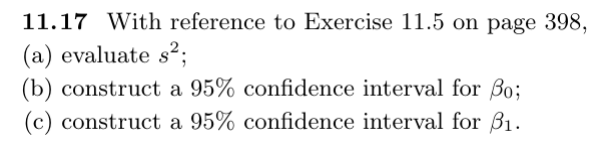 11.17 With reference to Exercise 11.5 on page 398,
(a) evaluate s²;
(b) construct a 95% confidence interval for β₀;
(c) construct a 95% confidence interval for β₁.